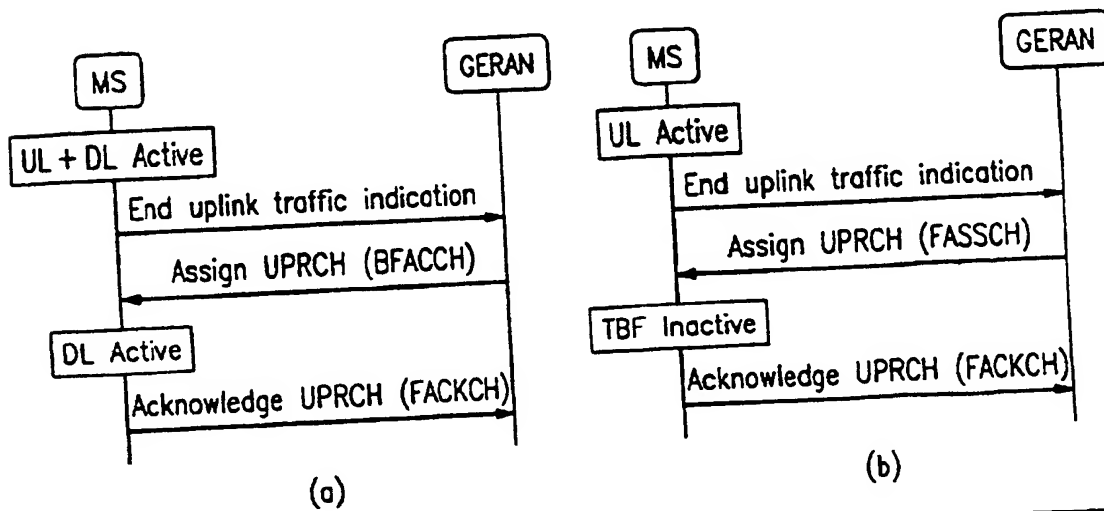 MS
GERAN
UL + DL Active
End uplink traffic indication
Assign UPRCH (BFACCH)
DL Active
Acknowledge UPRCH (FACKCH)
(a)
MS
GERAN
UL Active
End uplink traffic indication
Assign UPRCH (FASSCH)
TBF Inactive
Acknowledge UPRCH (FACKCH)
(b)